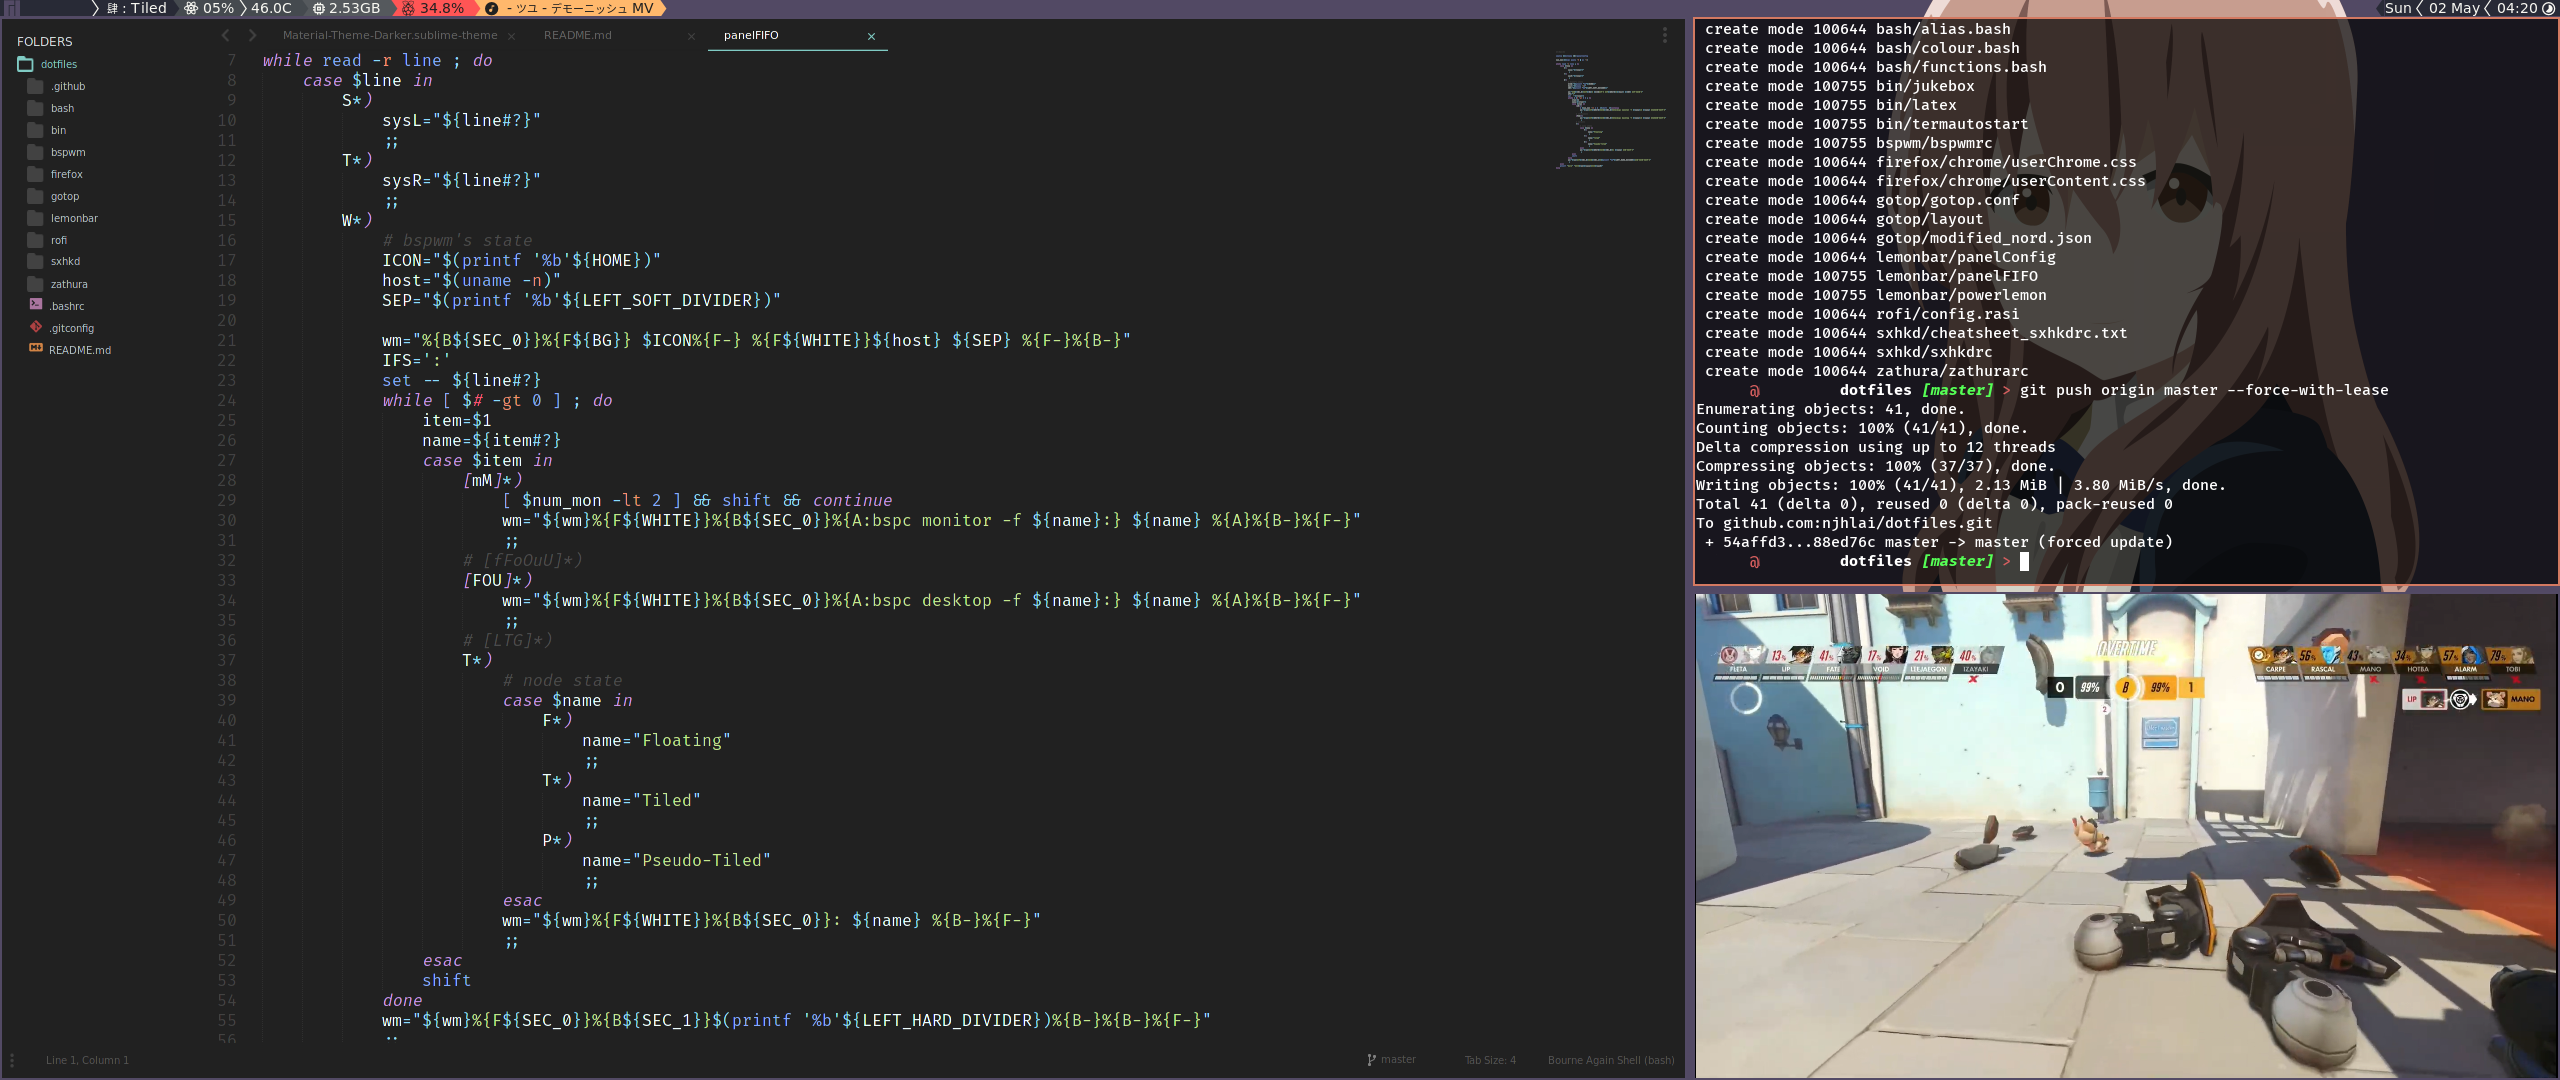 肆 : Tiled 05% 46.0C 2.53GB 34.8% - ツユ - デモーニッシュ MV
Sun 02 May 04:20
FOLDERS
dotfiles
.github
bash
bin
bspwm
firefox
gotop
lemonbar
rofi
sxhkd
zathura
.bashrc
.gitconfig
README.md
Material-Theme-Darker.sublime-theme × README.md × panelFIFO ×
7 while read -r line ; do
8 case $line in
9 S*)
10 sysL="${line#?}"
11 ;;
12 T*)
13 sysR="${line#?}"
14 ;;
15 W*)
16 # bspwm's state
17 ICON="$(printf '%b'${HOME})"
18 host="$(uname -n)"
19 SEP="$(printf '%b'${LEFT_SOFT_DIVIDER})"
20
21 wm="%{B${SEC_0}}%{F${BG}} $ICON%{F-} %{F${WHITE}}${host} ${SEP} %{F-}%{B-}"
22 IFS=':'
23 set -- ${line#?}
24 while [ $# -gt 0 ] ; do
25 item=$1
26 name=${item#?}
27 case $item in
28 [mM]*)
29 [ $num_mon -lt 2 ] && shift && continue
30 wm="${wm}%{F${WHITE}}%{B${SEC_0}}%{A:bspc monitor -f ${name}:} ${name} %{A}%{B-}%{F-}"
31 ;;
32 # [fFoOuU]*)
33 [FOU]*)
34 wm="${wm}%{F${WHITE}}%{B${SEC_0}}%{A:bspc desktop -f ${name}:} ${name} %{A}%{B-}%{F-}"
35 ;;
36 # [LTG]*)
37 T*)
38 # node state
39 case $name in
40 F*)
41 name="Floating"
42 ;;
43 T*)
44 name="Tiled"
45 ;;
46 P*)
47 name="Pseudo-Tiled"
48 ;;
49 esac
50 wm="${wm}%{F${WHITE}}%{B${SEC_0}}: ${name} %{B-}%{F-}"
51 ;;
52 esac
53 shift
54 done
55 wm="${wm}%{F${SEC_0}}%{B${SEC_1}}$(printf '%b'${LEFT_HARD_DIVIDER})%{B-}%{B-}%{F-}"
56 ;;
Line 1, Column 1 master Tab Size: 4 Bourne Again Shell (bash)
create mode 100644 bash/alias.bash
create mode 100644 bash/colour.bash
create mode 100644 bash/functions.bash
create mode 100755 bin/jukebox
create mode 100755 bin/latex
create mode 100755 bin/termautostart
create mode 100755 bspwm/bspwmrc
create mode 100644 firefox/chrome/userChrome.css
create mode 100644 firefox/chrome/userContent.css
create mode 100644 gotop/gotop.conf
create mode 100644 gotop/layout
create mode 100644 gotop/modified_nord.json
create mode 100644 lemonbar/panelConfig
create mode 100755 lemonbar/panelFIFO
create mode 100755 lemonbar/powerlemon
create mode 100644 rofi/config.rasi
create mode 100644 sxhkd/cheatsheet_sxhkdrc.txt
create mode 100644 sxhkd/sxhkdrc
create mode 100644 zathura/zathurarc
@ dotfiles [master] > git push origin master --force-with-lease
Enumerating objects: 41, done.
Counting objects: 100% (41/41), done.
Delta compression using up to 12 threads
Compressing objects: 100% (37/37), done.
Writing objects: 100% (41/41), 2.13 MiB | 3.80 MiB/s, done.
Total 41 (delta 0), reused 0 (delta 0), pack-reused 0
To github.com:njhlai/dotfiles.git
+ 54affd3...88ed76c master -> master (forced update)
@ dotfiles [master] >
OVERTIME
13% 41% 17% 21% 40% 56% 43% 34% 57% 79%
FLETA LIP FATE VOID LEEJAEGON IZAYAKI CARPE RASCAL MANO HOTBA ALARM TOBI
0 99% B 99% 1
2
LIP MANO